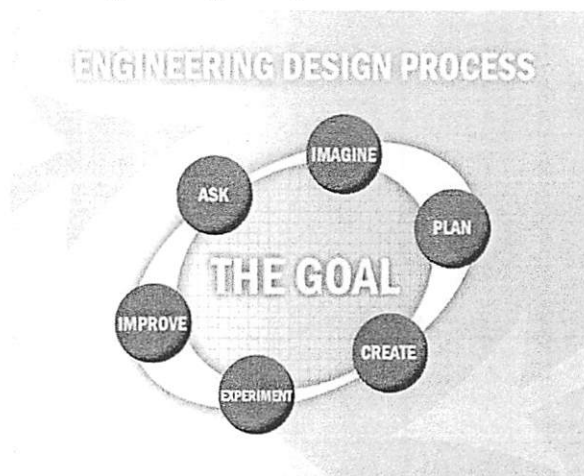 ENGINEERING DESIGN PROCESS
IMAGINE
ASK
PLAN
THE GOAL
IMPROVE
CREATE
EXPERIMENT